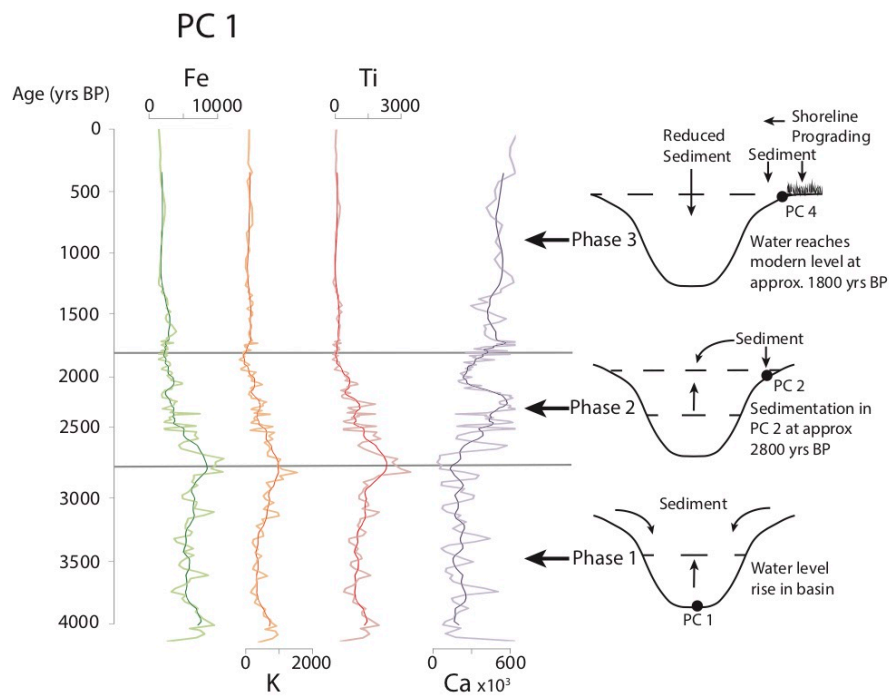 PC 1
Fe
Ti
Age (yrs BP)
0 10000
0 3000
0
500
1000
1500
2000
2500
3000
3500
4000
0 2000
K
0 600
Ca x10³
Phase 3
Phase 2
Phase 1
Shoreline
Prograding
Reduced
Sediment
Sediment
PC 4
Water reaches
modern level at
approx. 1800 yrs BP
Sediment
PC 2
Sedimentation in
PC 2 at approx
2800 yrs BP
Sediment
Water level
rise in basin
PC 1